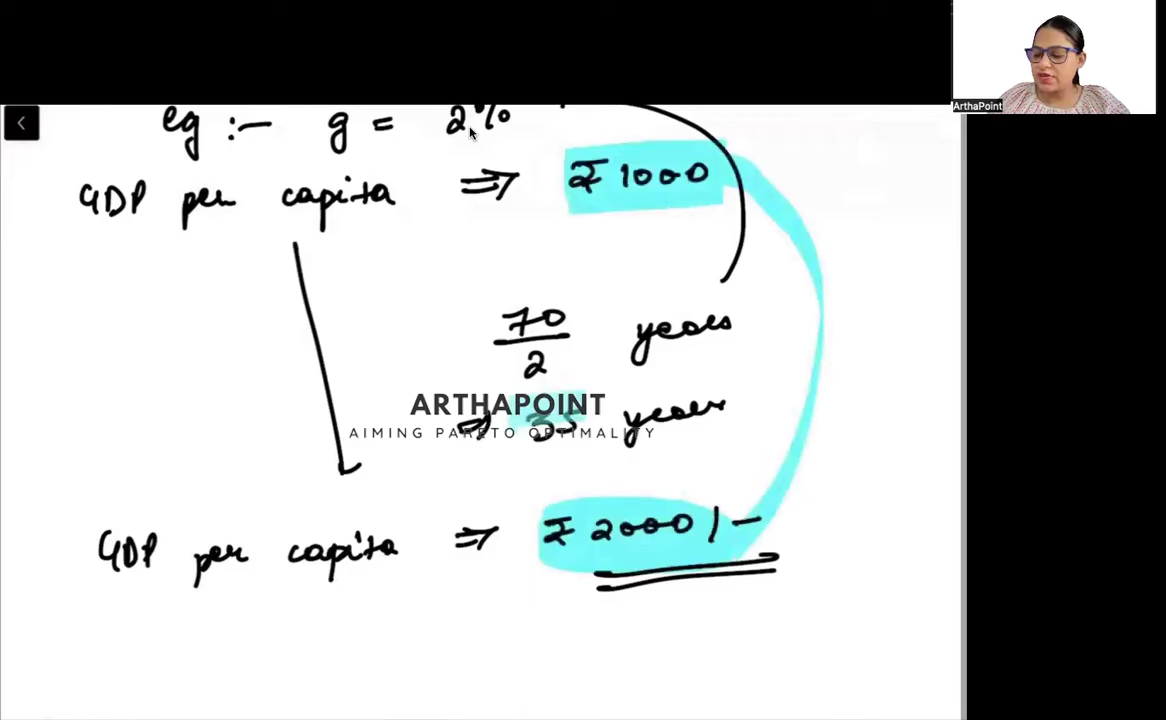 ArthaPoint
eg :- g = 2%
GDP per capita ⇒ ₹ 1000
70/2 years
ARTHAPOINT
⇒ 35 years
AIMING PARETO OPTIMALITY
GDP per capita ⇒ ₹ 2000/-